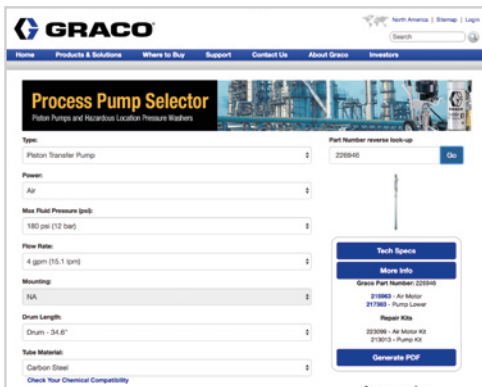 GRACO
North America | Sitemap | Login
Search
Home Products & Solutions Where to Buy Support Contact Us About Graco Investors
Process Pump Selector
Piston Pumps and Hazardous Location Pressure Washers
Type:
Piston Transfer Pump
Power:
Air
Max Fluid Pressure (psi):
180 psi (12 bar)
Flow Rate:
4 gpm (15.1 lpm)
Mounting:
NA
Drum Length:
Drum - 34.6"
Tube Material:
Carbon Steel
Check Your Chemical Compatibility
Part Number reverse look-up
226946 Go
Tech Specs
More Info
Graco Part Number: 226946
215963 - Air Motor
217383 - Pump Lower
Repair Kits
223099 - Air Motor Kit
213013 - Pump Kit
Generate PDF